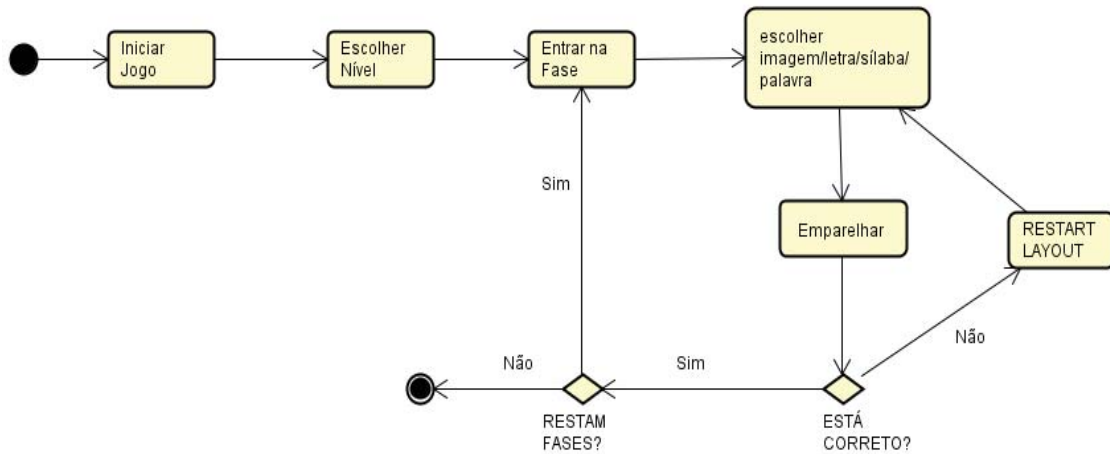 Iniciar
Jogo
Escolher
Nível
Entrar na
Fase
escolher
imagem/letra/sílaba/
palavra
Sim
Emparelhar
RESTART
LAYOUT
Não
Sim
Não
RESTAM
FASES?
ESTÁ
CORRETO?